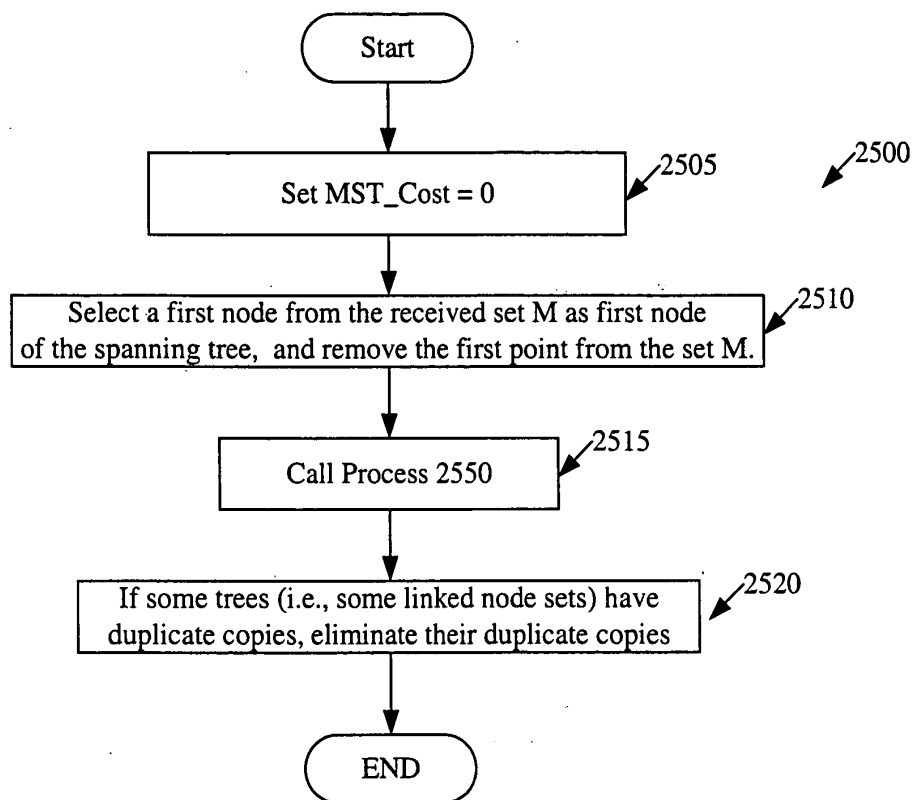 Start
2500
2505
Set MST_Cost = 0
2510
Select a first node from the received set M as first node
of the spanning tree, and remove the first point from the set M.
2515
Call Process 2550
2520
If some trees (i.e., some linked node sets) have
duplicate copies, eliminate their duplicate copies
END